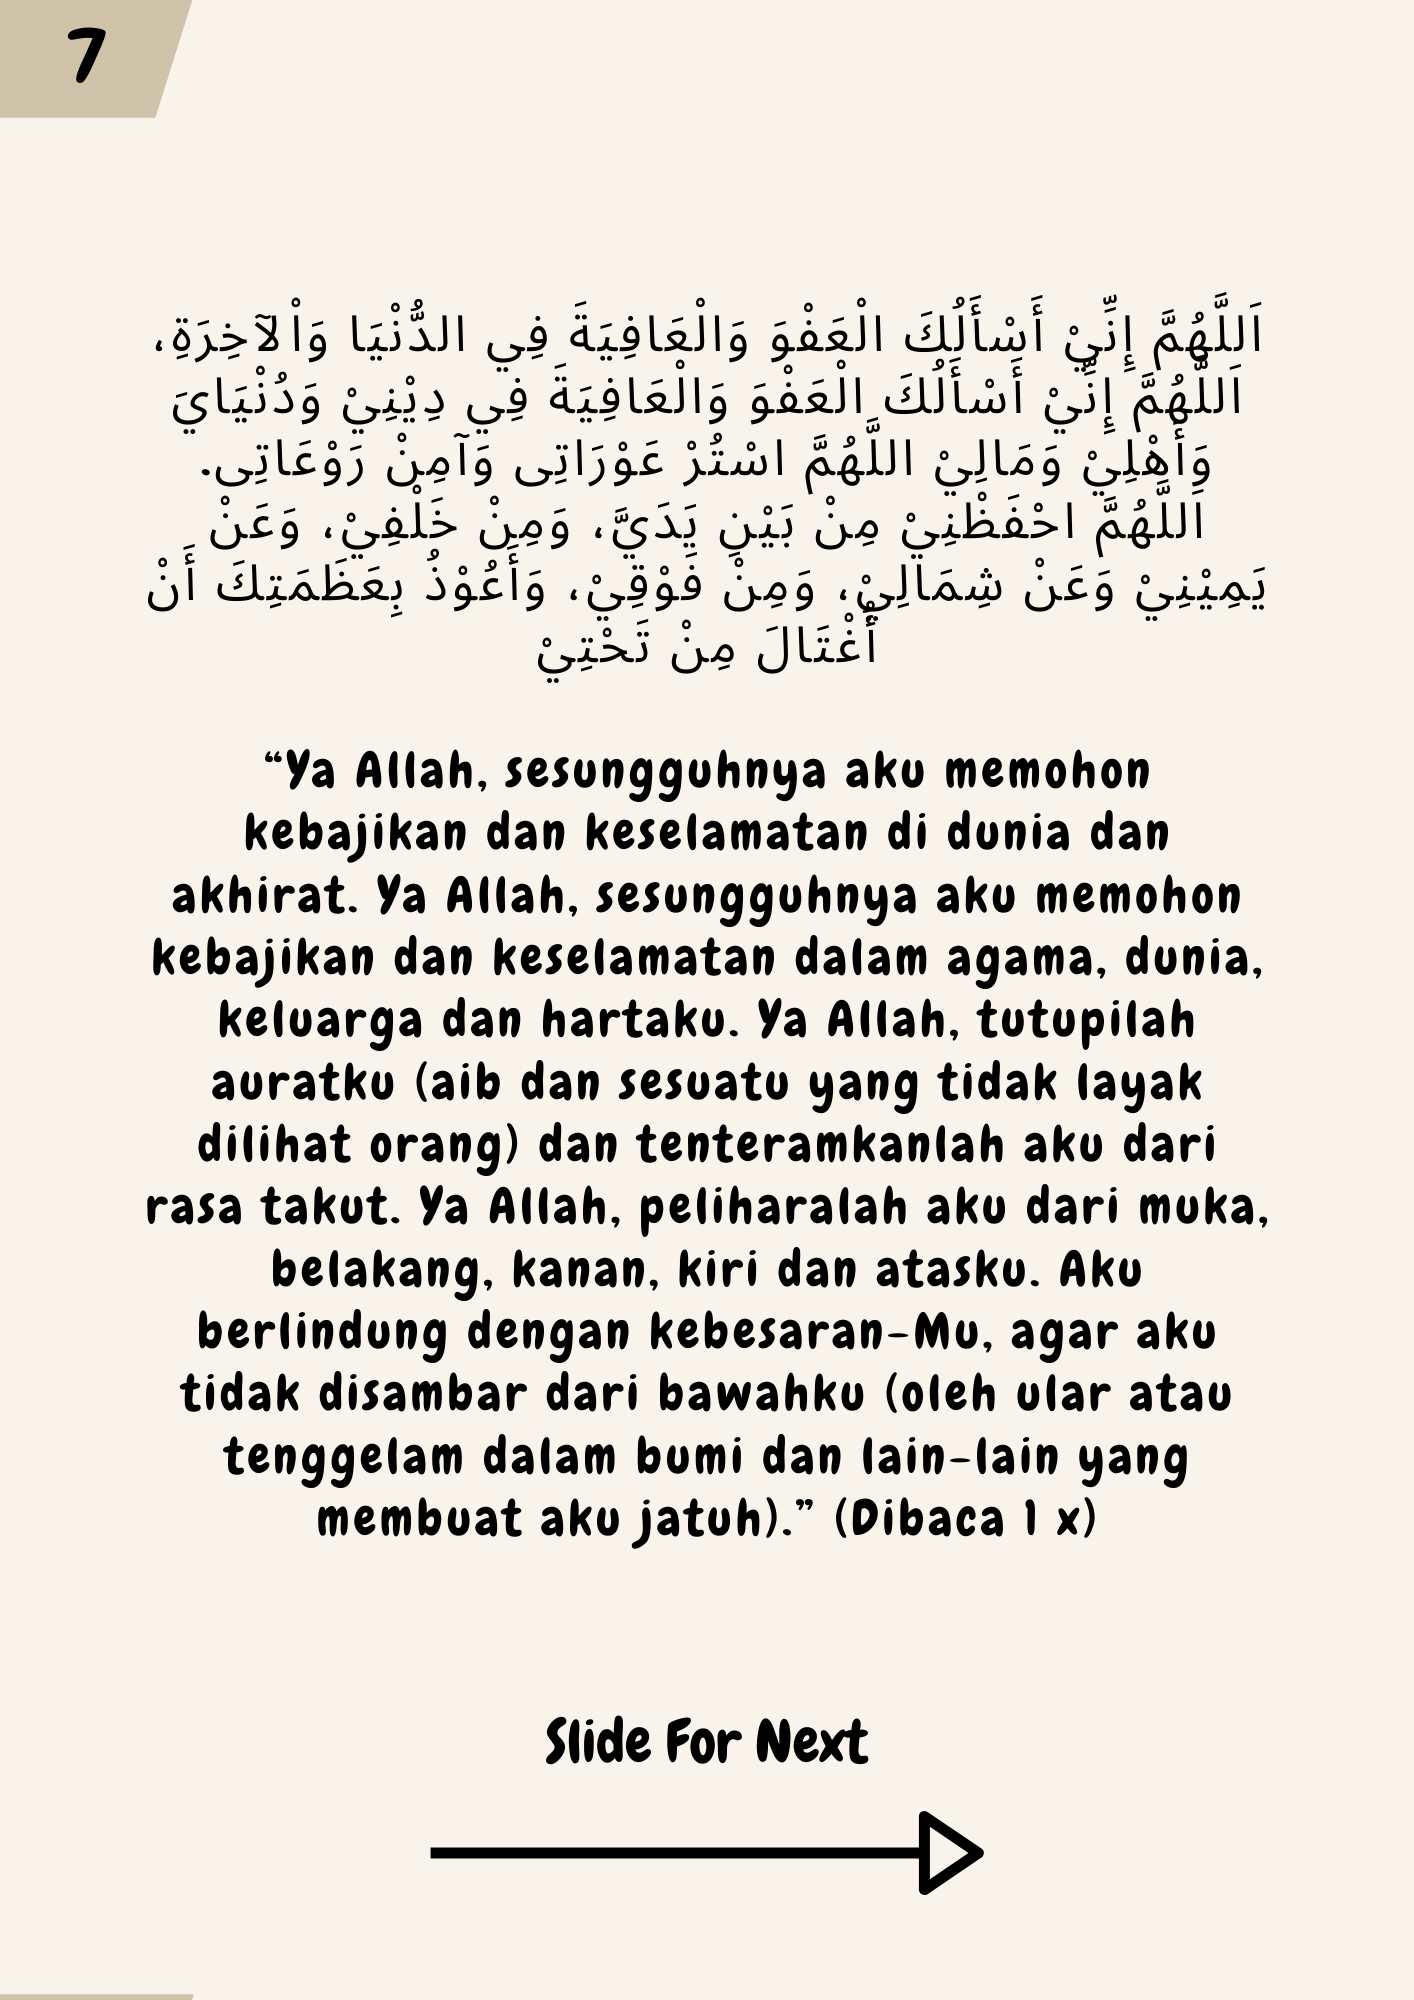 7
اَللَّهُمَّ إِنِّيْ أَسْأَلُكَ الْعَفْوَ وَالْعَافِيَةَ فِي الدُّنْيَا وَاْلآخِرَةِ،
اَللَّهُمَّ إِنِّيْ أَسْأَلُكَ الْعَفْوَ وَالْعَافِيَةَ فِي دِيْنِيْ وَدُنْيَايَ
وَأَهْلِيْ وَمَالِيْ اللَّهُمَّ اسْتُرْ عَوْرَاتِى وَآمِنْ رَوْعَاتِى.
اَللَّهُمَّ احْفَظْنِيْ مِنْ بَيْنِ يَدَيَّ، وَمِنْ خَلْفِيْ، وَعَنْ
يَمِيْنِيْ وَعَنْ شِمَالِيْ، وَمِنْ فَوْقِيْ، وَأَعُوْذُ بِعَظَمَتِكَ أَنْ
أُغْتَالَ مِنْ تَحْتِيْ
“Ya Allah, sesungguhnya aku memohon
kebajikan dan keselamatan di dunia dan
akhirat. Ya Allah, sesungguhnya aku memohon
kebajikan dan keselamatan dalam agama, dunia,
keluarga dan hartaku. Ya Allah, tutupilah
auratku (aib dan sesuatu yang tidak layak
dilihat orang) dan tenteramkanlah aku dari
rasa takut. Ya Allah, peliharalah aku dari muka,
belakang, kanan, kiri dan atasku. Aku
berlindung dengan kebesaran-Mu, agar aku
tidak disambar dari bawahku (oleh ular atau
tenggelam dalam bumi dan lain-lain yang
membuat aku jatuh).” (Dibaca 1 x)
Slide For Next